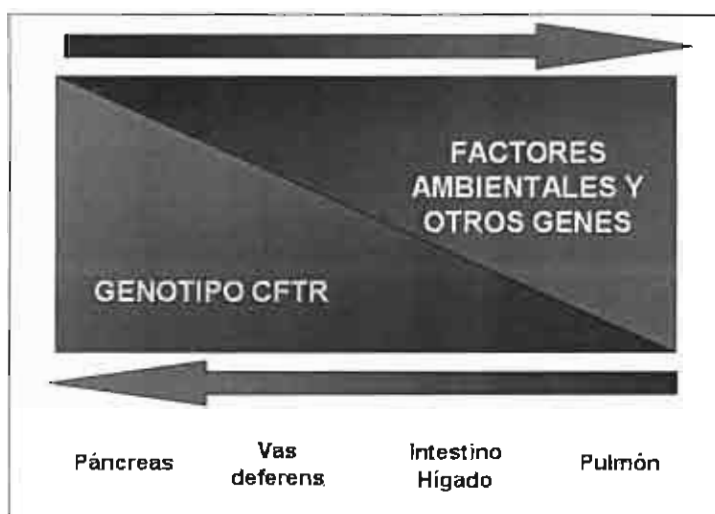 FACTORES
AMBIENTALES Y
OTROS GENES
GENOTIPO CFTR
Páncreas
Vas
deferens
Intestino
Hígado
Pulmón